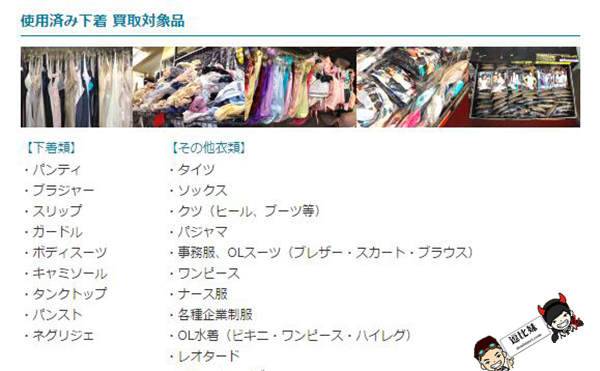 使用済み下着 買取対象品
【下着類】
・パンティ
・ブラジャー
・スリップ
・ガードル
・ボディスーツ
・キャミソール
・タンクトップ
・パンスト
・ネグリジェ
【その他衣類】
・タイツ
・ソックス
・クツ（ヒール、ブーツ等）
・パジャマ
・事務服、OLスーツ（ブレザー・スカート・ブラウス）
・ワンピース
・ナース服
・各種企業制服
・OL水着（ビキニ・ワンピース・ハイレグ）
・レオタード
逗比妹